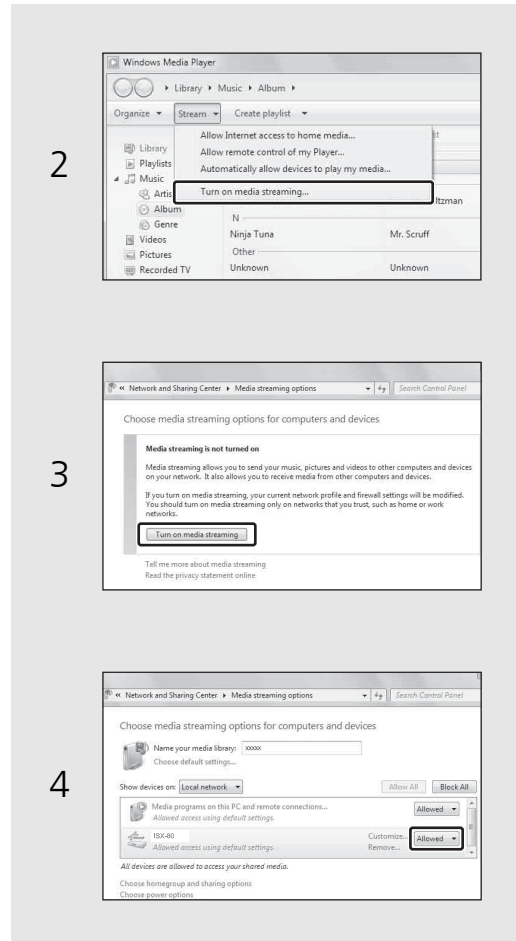 2
Windows Media Player
Library Music Album
Organize Stream Create playlist
Allow Internet access to home media...
Allow remote control of my Player...
Automatically allow devices to play my media...
Turn on media streaming...
Library
Playlists
Music
Artis
Album
Genre
Videos
Pictures
Recorded TV
ltzman
N
Ninja Tuna Mr. Scruff
Other
Unknown Unknown
3
« Network and Sharing Center Media streaming options Search Control Panel
Choose media streaming options for computers and devices
Media streaming is not turned on
Media streaming allows you to send your music, pictures and videos to other computers and devices
on your network. It also allows you to receive media from other computers and devices.
If you turn on media streaming, your current network profile and firewall settings will be modified.
You should turn on media streaming only on networks that you trust, such as home or work
networks.
Turn on media streaming
Tell me more about media streaming
Read the privacy statement online
4
« Network and Sharing Center Media streaming options Search Control Panel
Choose media streaming options for computers and devices
Name your media library: xxxxx
Choose default settings...
Show devices on: Local network Allow All Block All
Media programs on this PC and remote connections... Allowed
Allowed access using default settings.
ISX-80 Customize... Allowed
Allowed access using default settings. Remove...
All devices are allowed to access your shared media.
Choose homegroup and sharing options
Choose power options